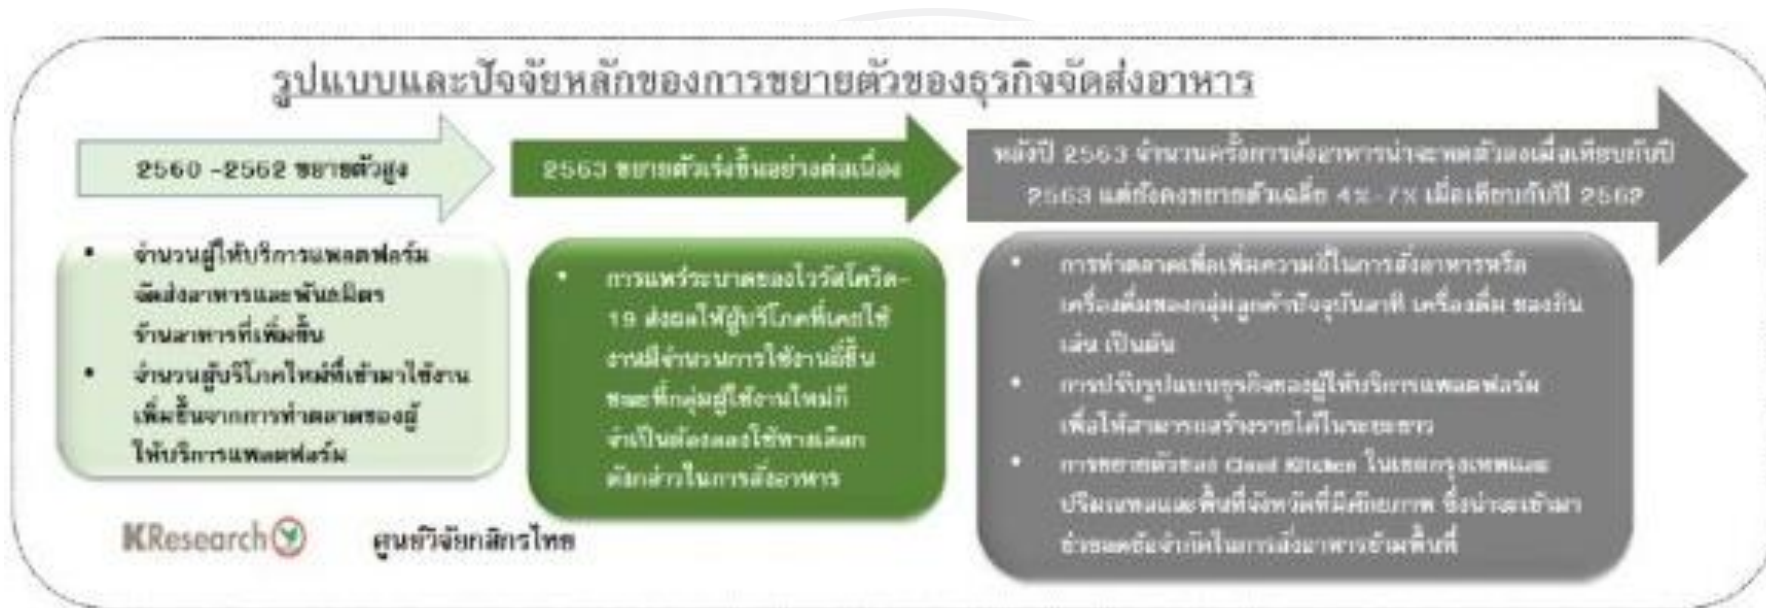 รูปแบบและปัจจัยหลักของการขยายตัวของธุรกิจจัดส่งอาหาร
2560 -2562 ขยายตัวสูง
• จำนวนผู้ให้บริการแพลตฟอร์ม
จัดส่งอาหารและพันธมิตร
ร้านอาหารที่เพิ่มขึ้น
• จำนวนผู้บริโภคใหม่ที่เข้ามาใช้งาน
เพิ่มขึ้นจากการทำตลาดของผู้
ให้บริการแพลตฟอร์ม
2563 ขยายตัวเร่งขึ้นอย่างต่อเนื่อง
• การแพร่ระบาดของไวรัสโควิด-
19 ส่งผลให้ผู้บริโภคที่เคยใช้
งานมีจำนวนการใช้งานถี่ขึ้น
ขณะที่กลุ่มผู้ใช้งานใหม่ก็
จำเป็นต้องลองใช้ทางเลือก
ดังกล่าวในการสั่งอาหาร
หลังปี 2563 จำนวนครั้งการสั่งอาหารน่าจะหดตัวลงเมื่อเทียบกับปี
2563 แต่ยังคงขยายตัวเฉลี่ย 4%-7% เมื่อเทียบกับปี 2562
• การทำตลาดเพื่อเพิ่มความถี่ในการสั่งอาหารหรือ
เครื่องดื่มของกลุ่มลูกค้าปัจจุบันอาทิ เครื่องดื่ม ของกิน
เล่น เป็นต้น
• การปรับรูปแบบธุรกิจของผู้ให้บริการแพลตฟอร์ม
เพื่อให้สามารถสร้างรายได้ในระยะยาว
• การขยายตัวของ Cloud Kitchen ในเขตกรุงเทพและ
ปริมณฑลและพื้นที่จังหวัดที่มีศักยภาพ ซึ่งน่าจะเข้ามา
ช่วยลดข้อจำกัดในการสั่งอาหารข้ามพื้นที่
KResearch ศูนย์วิจัยกสิกรไทย